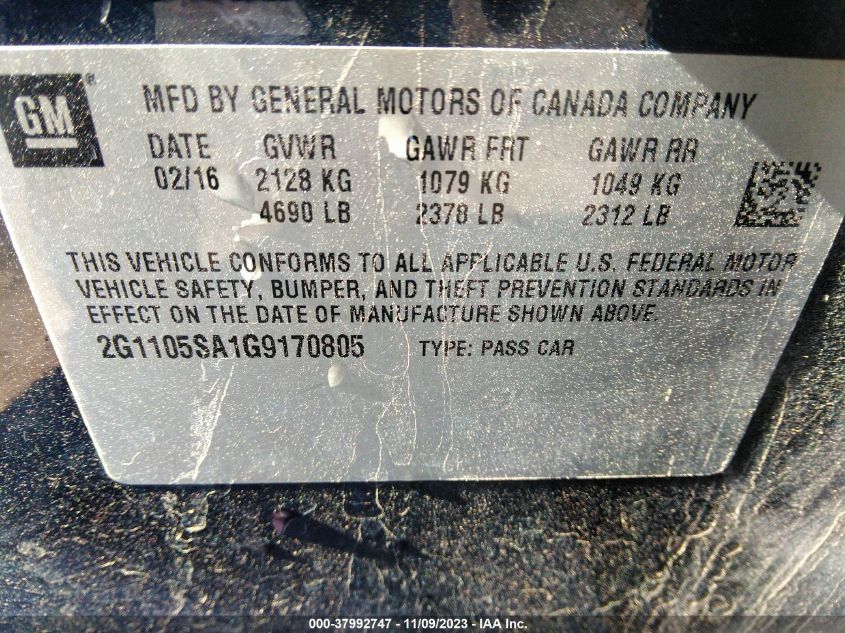 GM®
MFD BY GENERAL MOTORS OF CANADA COMPANY
DATE GVWR GAWR FRT GAWR RR
02/16 2128 KG 1079 KG 1049 KG
4690 LB 2378 LB 2312 LB
THIS VEHICLE CONFORMS TO ALL APPLICABLE U.S. FEDERAL MOTOR
VEHICLE SAFETY, BUMPER, AND THEFT PREVENTION STANDARDS IN
EFFECT ON THE DATE OF MANUFACTURE SHOWN ABOVE.
2G1105SA1G9170805 TYPE: PASS CAR
000-37992747 - 11/09/2023 - IAA Inc.